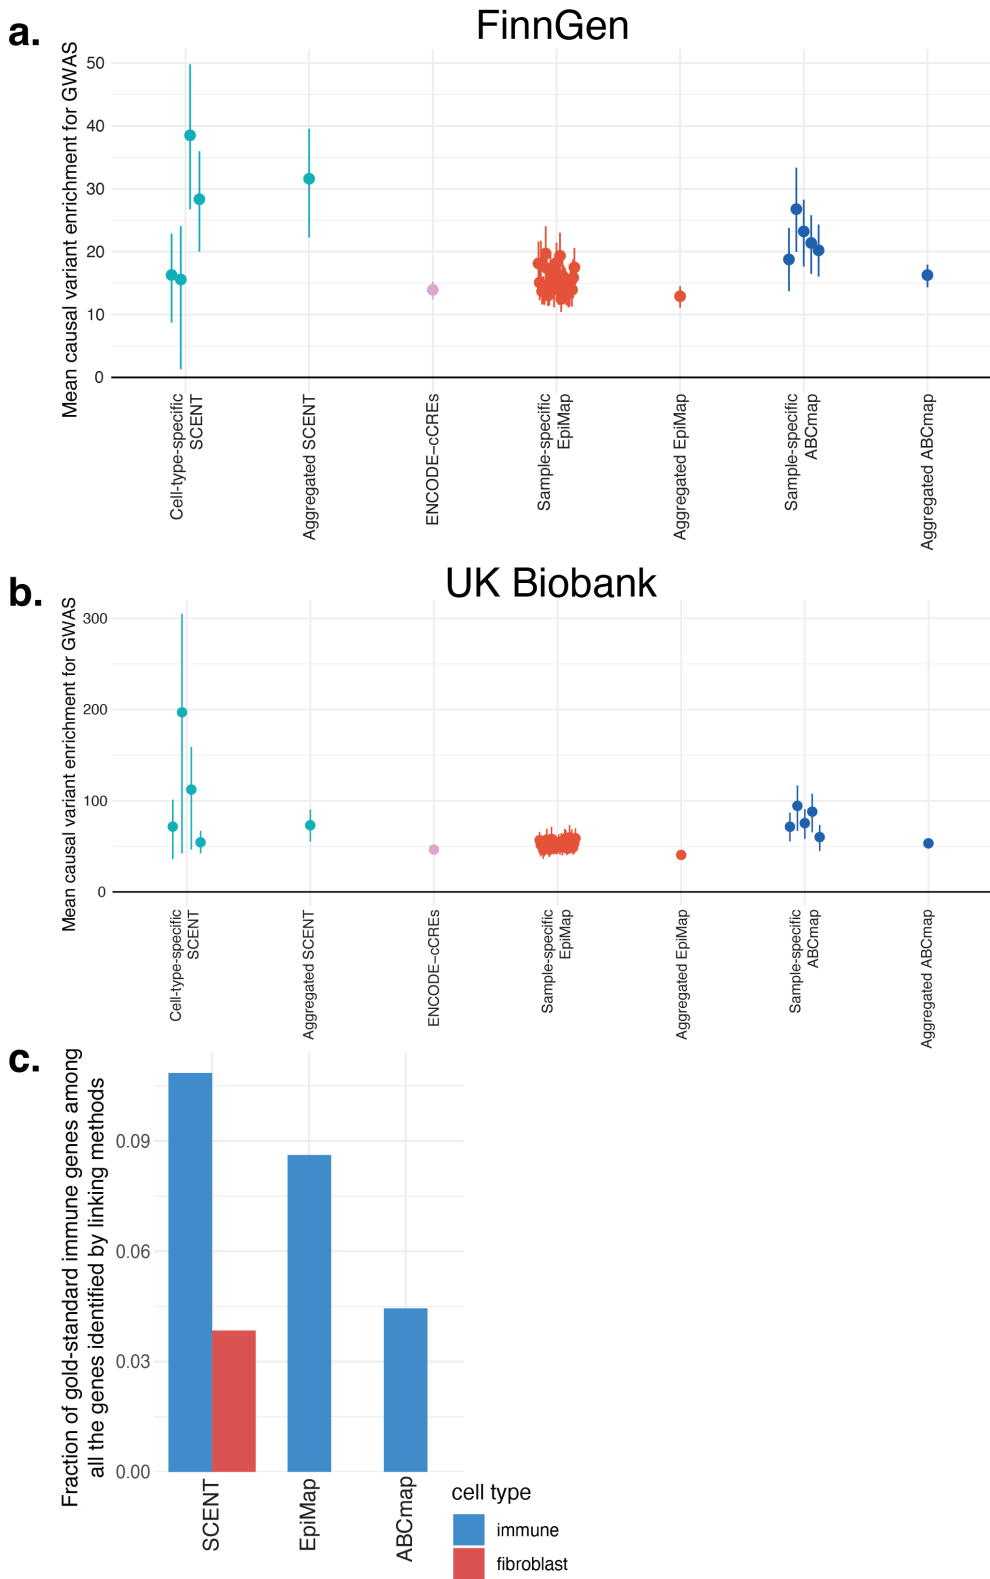 a.
FinnGen
Mean causal variant enrichment for GWAS
50
40
30
20
10
0
Cell-type-specific
SCENT
Aggregated SCENT
ENCODE−cCREs
Sample-specific
EpiMap
Aggregated EpiMap
Sample-specific
ABCmap
Aggregated ABCmap
b.
UK Biobank
Mean causal variant enrichment for GWAS
300
200
100
0
Cell-type-specific
SCENT
Aggregated SCENT
ENCODE−cCREs
Sample-specific
EpiMap
Aggregated EpiMap
Sample-specific
ABCmap
Aggregated ABCmap
c.
Fraction of gold-standard immune genes among
all the genes identified by linking methods
0.09
0.06
0.03
0.00
SCENT
EpiMap
ABCmap
cell type
immune
fibroblast